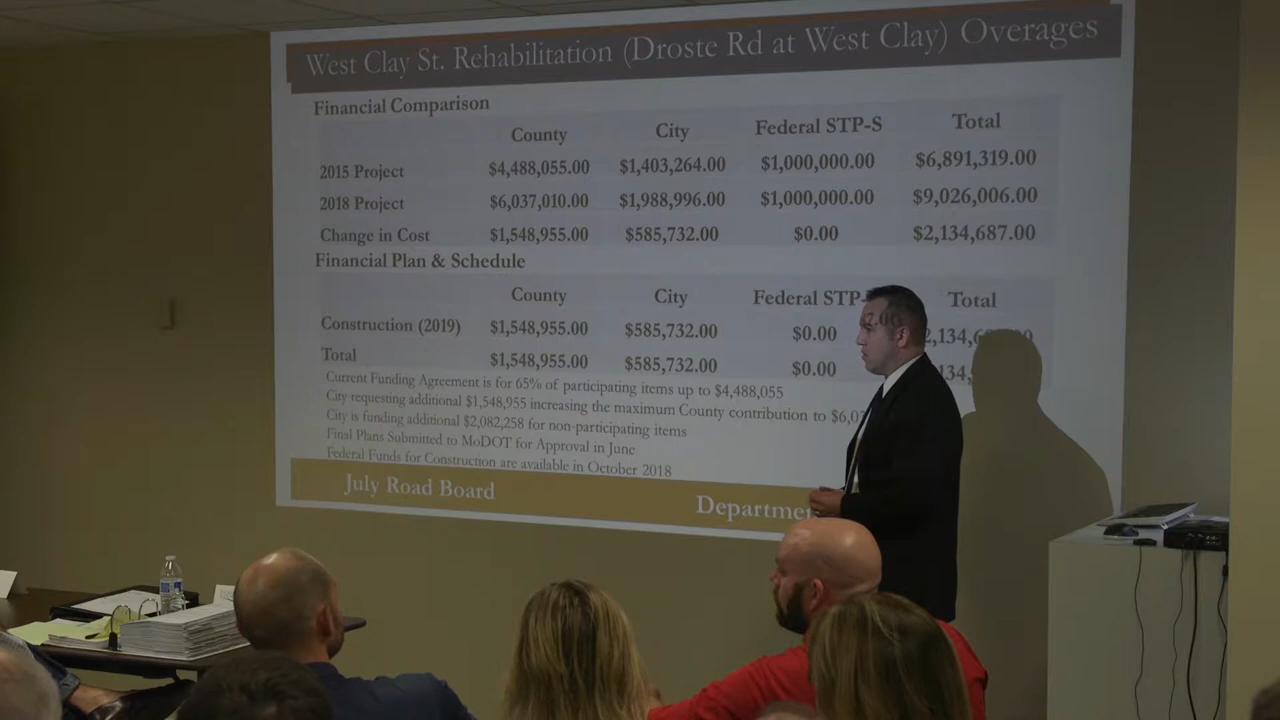 West Clay St. Rehabilitation (Droste Rd at West Clay) Overages
Financial Comparison
County City Federal STP-S Total
2015 Project $4,488,055.00 $1,403,264.00 $1,000,000.00 $6,891,319.00
2018 Project $6,037,010.00 $1,988,996.00 $1,000,000.00 $9,026,006.00
Change in Cost $1,548,955.00 $585,732.00 $0.00 $2,134,687.00
Financial Plan & Schedule
County City Federal STP- Total
Construction (2019) $1,548,955.00 $585,732.00 $0.00
Total $1,548,955.00 $585,732.00 $0.00
Current Funding Agreement is for 65% of participating items up to $4,488,055
City requesting additional $1,548,955 increasing the maximum County contribution to $6,0
City is funding additional $2,082,258 for non-participating items
Final Plans Submitted to MoDOT for Approval in June
Federal Funds for Construction are available in October 2018
July Road Board Departme